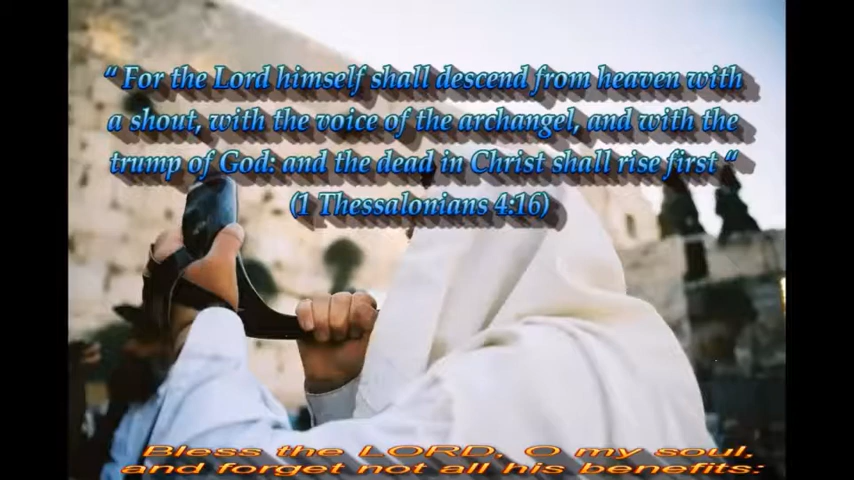 “ For the Lord himself shall descend from heaven with
a shout, with the voice of the archangel, and with the
trump of God: and the dead in Christ shall rise first “
(1 Thessalonians 4:16)
Bless the LORD, O my soul,
and forget not all his benefits: